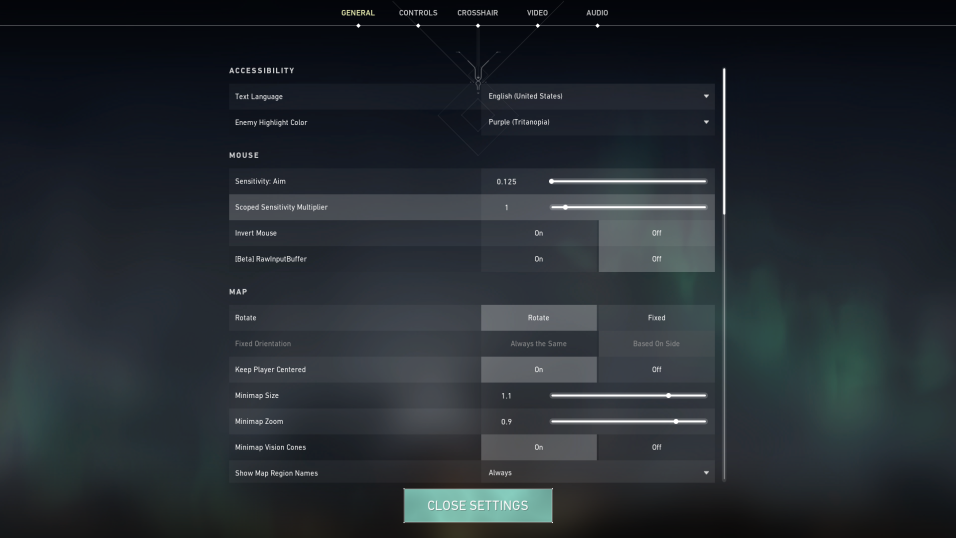 GENERAL CONTROLS CROSSHAIR VIDEO AUDIO
ACCESSIBILITY
Text Language English (United States)
Enemy Highlight Color Purple (Tritanopia)
MOUSE
Sensitivity: Aim 0.125
Scoped Sensitivity Multiplier 1
Invert Mouse On Off
[Beta] RawInputBuffer On Off
MAP
Rotate Rotate Fixed
Fixed Orientation Always the Same Based On Side
Keep Player Centered On Off
Minimap Size 1.1
Minimap Zoom 0.9
Minimap Vision Cones On Off
Show Map Region Names Always
CLOSE SETTINGS